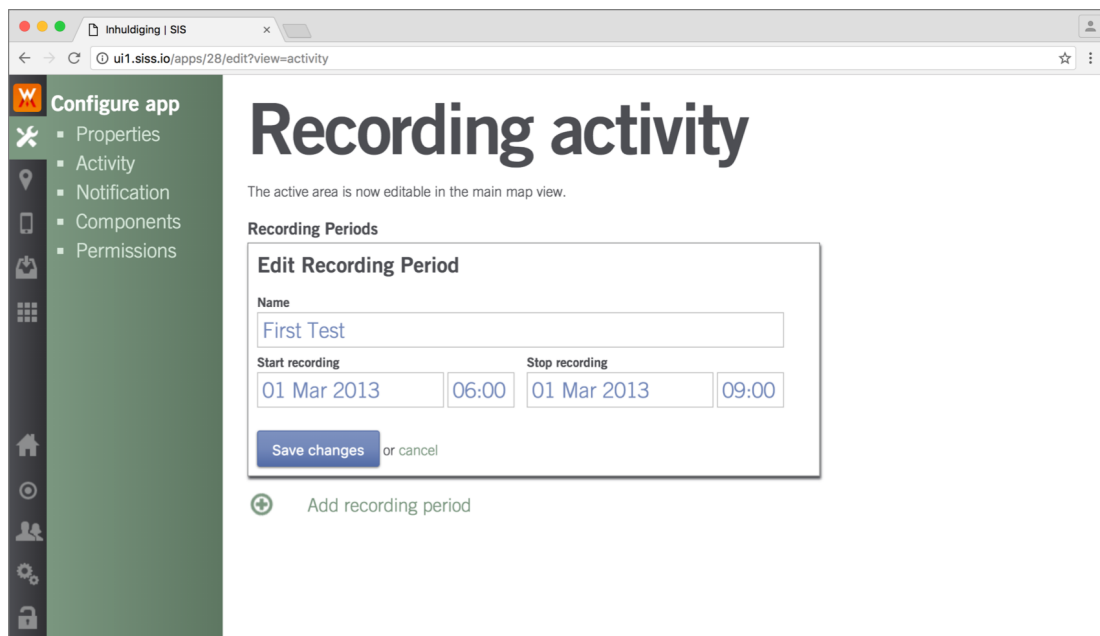 Inhuldiging | SIS
ui1.siss.io/apps/28/edit?view=activity
Configure app
Properties
Activity
Notification
Components
Permissions
Recording activity
The active area is now editable in the main map view.
Recording Periods
Edit Recording Period
Name
First Test
Start recording Stop recording
01 Mar 2013 06:00 01 Mar 2013 09:00
Save changes or cancel
Add recording period